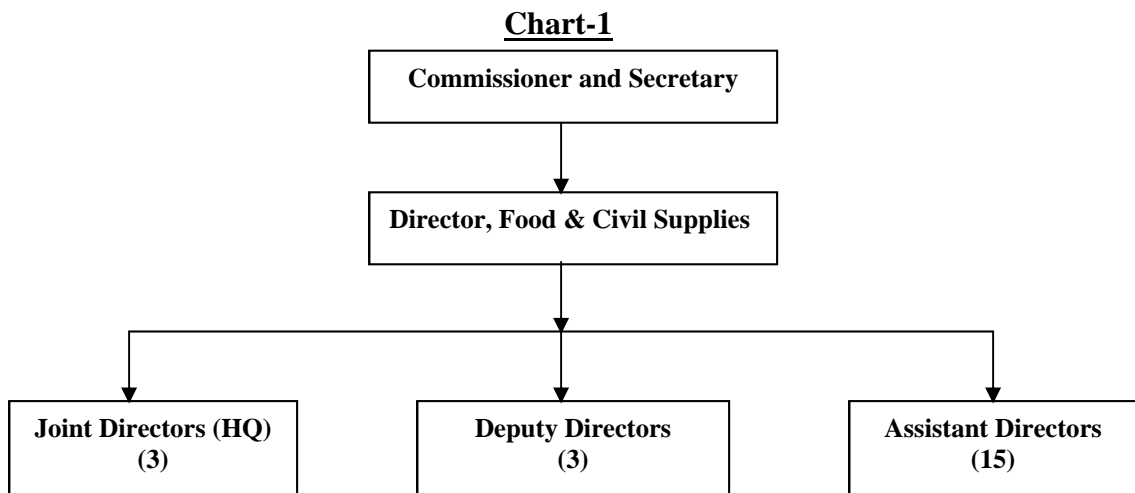 Chart-1
Commissioner and Secretary
Director, Food & Civil Supplies
Joint Directors (HQ)
(3)
Deputy Directors
(3)
Assistant Directors
(15)